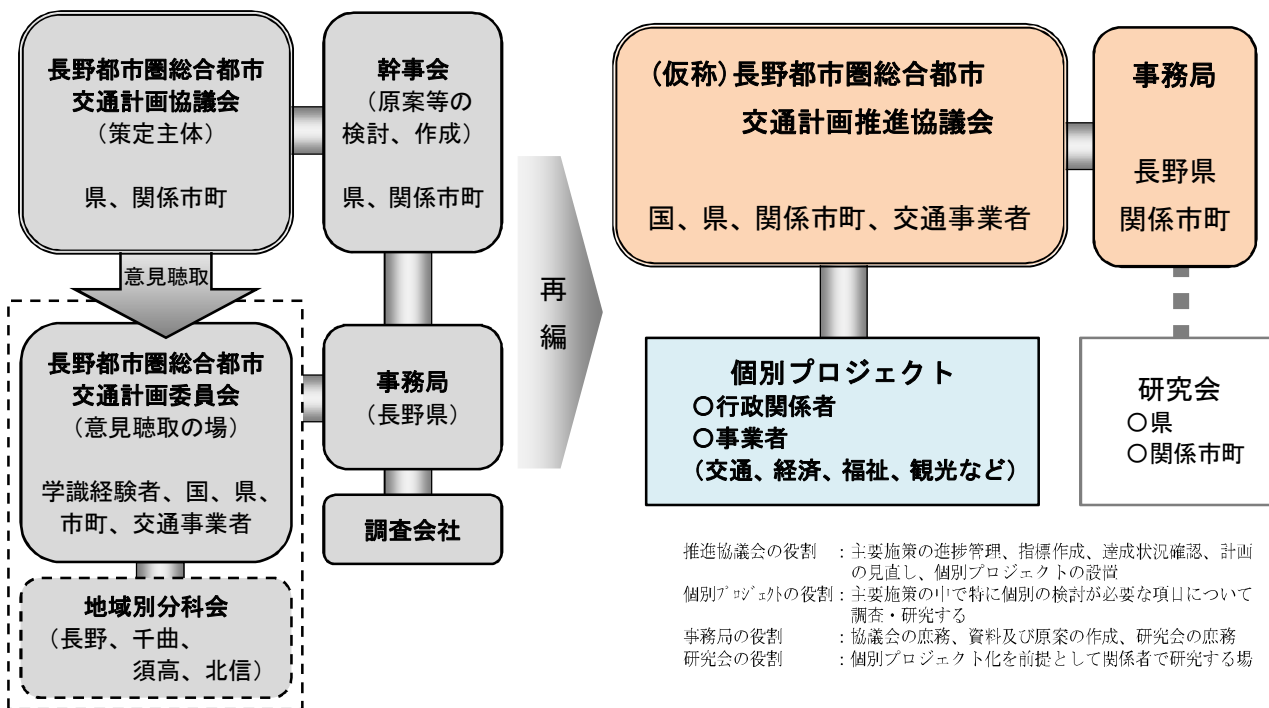 長野都市圏総合都市
交通計画協議会
(策定主体)
県、関係市町
幹事会
(原案等の
検討、作成)
県、関係市町
意見聴取
長野都市圏総合都市
交通計画委員会
(意見聴取の場)
学識経験者、国、県、
市町、交通事業者
事務局
(長野県)
調査会社
地域別分科会
(長野、千曲、
須高、北信)
再
編
(仮称)長野都市圏総合都市
交通計画推進協議会
国、県、関係市町、交通事業者
事務局
長野県
関係市町
個別プロジェクト
○行政関係者
○事業者
(交通、経済、福祉、観光など)
研究会
○県
○関係市町
推進協議会の役割 :主要施策の進捗管理、指標作成、達成状況確認、計画
の見直し、個別プロジェクトの設置
個別プロジェクトの役割:主要施策の中で特に個別の検討が必要な項目について
調査・研究する
事務局の役割 :協議会の庶務、資料及び原案の作成、研究会の庶務
研究会の役割 :個別プロジェクト化を前提として関係者で研究する場